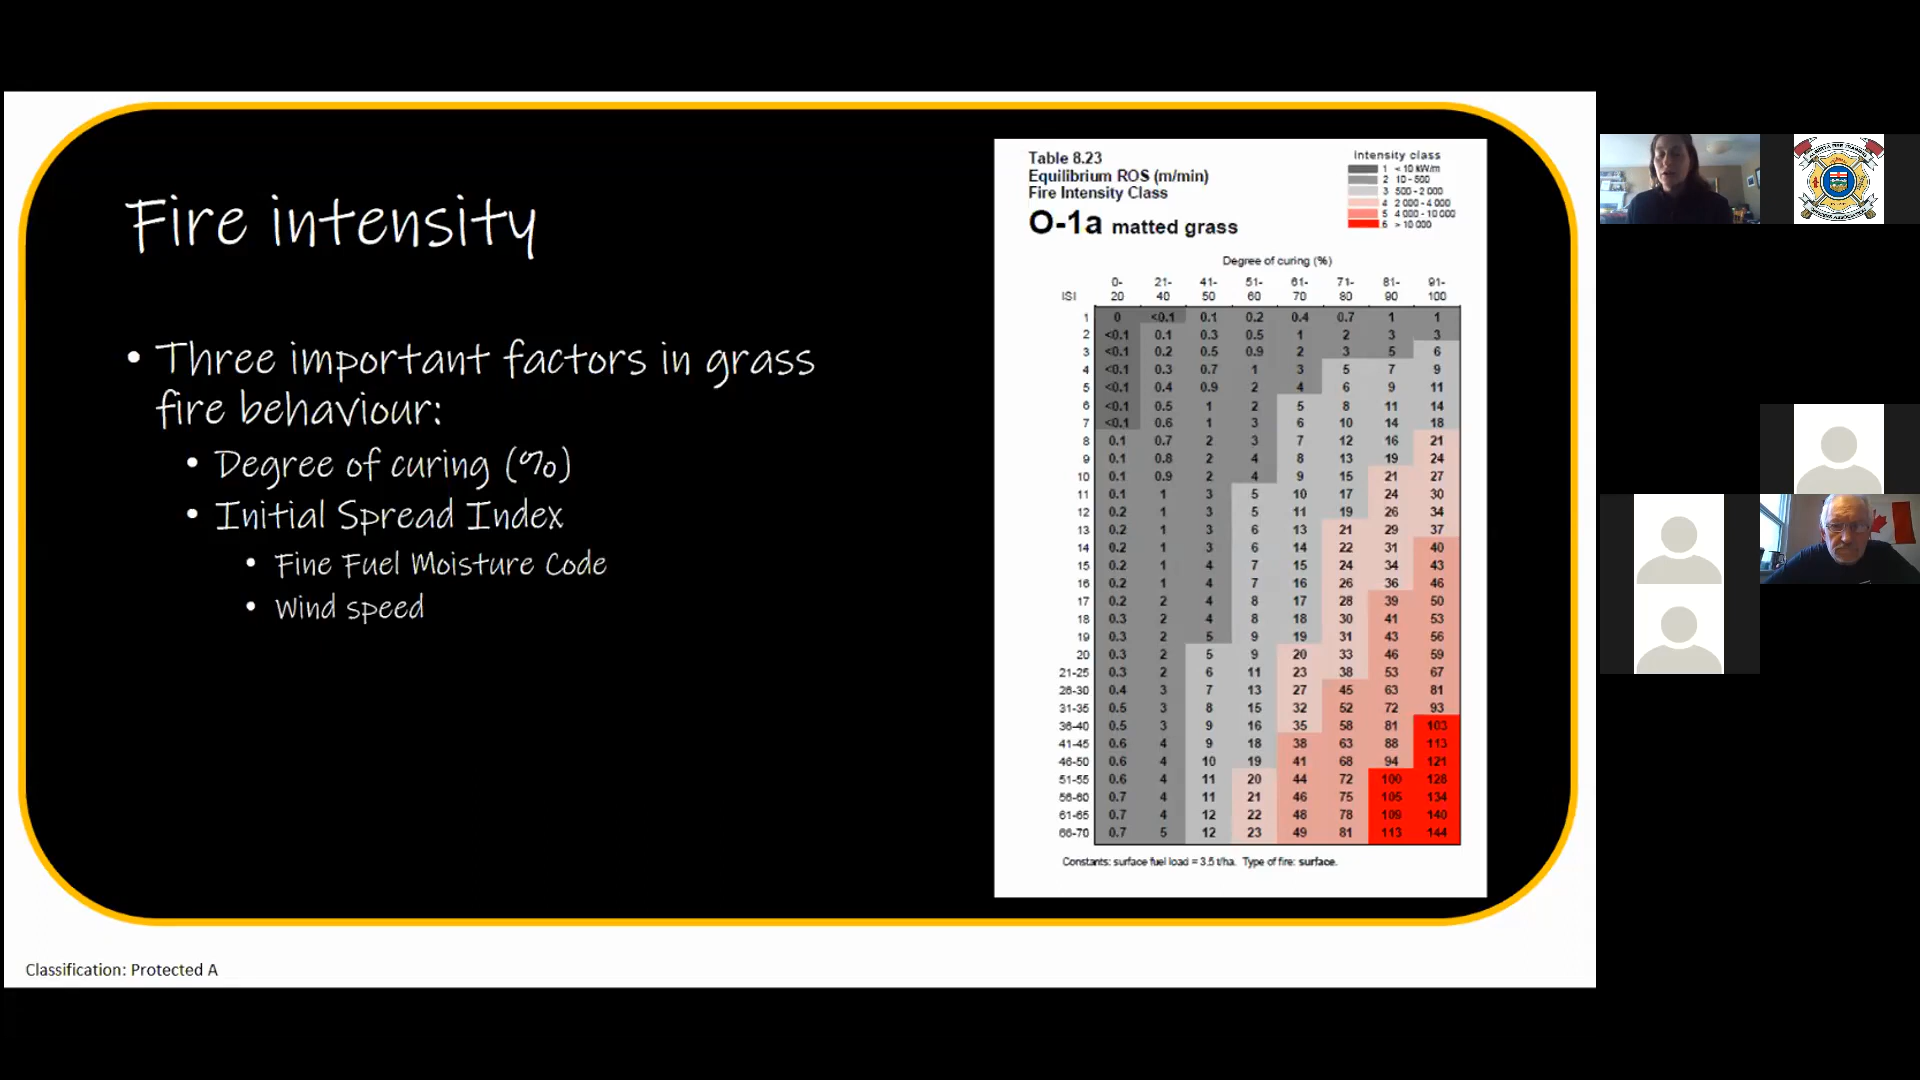 Fire intensity
• Three important factors in grass
fire behaviour:
• Degree of curing (%)
• Initial Spread Index
• Fine Fuel Moisture Code
• Wind speed
Table 8.23
Equilibrium ROS (m/min)
Fire Intensity Class
O-1a matted grass
Intensity class
1 < 10 kW/m
2 10 - 500
3 500 - 2 000
4 2 000 - 4 000
5 4 000 - 10 000
6 > 10 000
Degree of curing (%)
ISI 0-20 21-40 41-50 51-60 61-70 71-80 81-90 91-100
1 0 <0.1 0.1 0.2 0.4 0.7 1 1
2 <0.1 0.1 0.3 0.5 1 2 3 3
3 <0.1 0.2 0.5 0.9 2 3 5 6
4 <0.1 0.3 0.7 1 3 5 7 9
5 <0.1 0.4 0.9 2 4 6 9 11
6 <0.1 0.5 1 2 5 8 11 14
7 <0.1 0.6 1 3 6 10 14 18
8 0.1 0.7 2 3 7 12 16 21
9 0.1 0.8 2 4 8 13 19 24
10 0.1 0.9 2 4 9 15 21 27
11 0.1 1 3 5 10 17 24 30
12 0.2 1 3 5 11 19 26 34
13 0.2 1 3 6 13 21 29 37
14 0.2 1 3 6 14 22 31 40
15 0.2 1 4 7 15 24 34 43
16 0.2 1 4 7 16 26 36 46
17 0.2 2 4 8 17 28 39 50
18 0.3 2 4 8 18 30 41 53
19 0.3 2 5 9 19 31 43 56
20 0.3 2 5 9 20 33 46 59
21-25 0.3 2 6 11 23 38 53 67
26-30 0.4 3 7 13 27 45 63 81
31-35 0.5 3 8 15 32 52 72 93
36-40 0.5 3 9 16 35 58 81 103
41-45 0.6 4 9 18 38 63 88 113
46-50 0.6 4 10 19 41 68 94 121
51-55 0.6 4 11 20 44 72 100 128
56-60 0.7 4 11 21 46 75 105 134
61-65 0.7 4 12 22 48 78 109 140
66-70 0.7 5 12 23 49 81 113 144
Constants: surface fuel load = 3.5 t/ha. Type of fire: surface.
Classification: Protected A